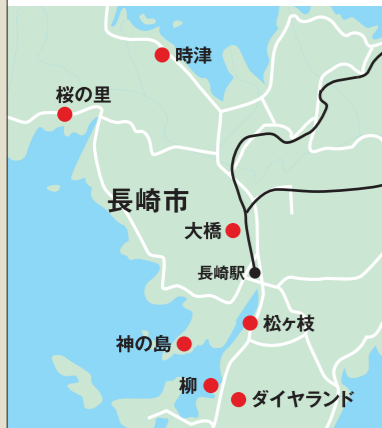 時津
桜の里
長崎市
大橋
長崎駅
松ヶ枝
神の島
柳
ダイヤランド